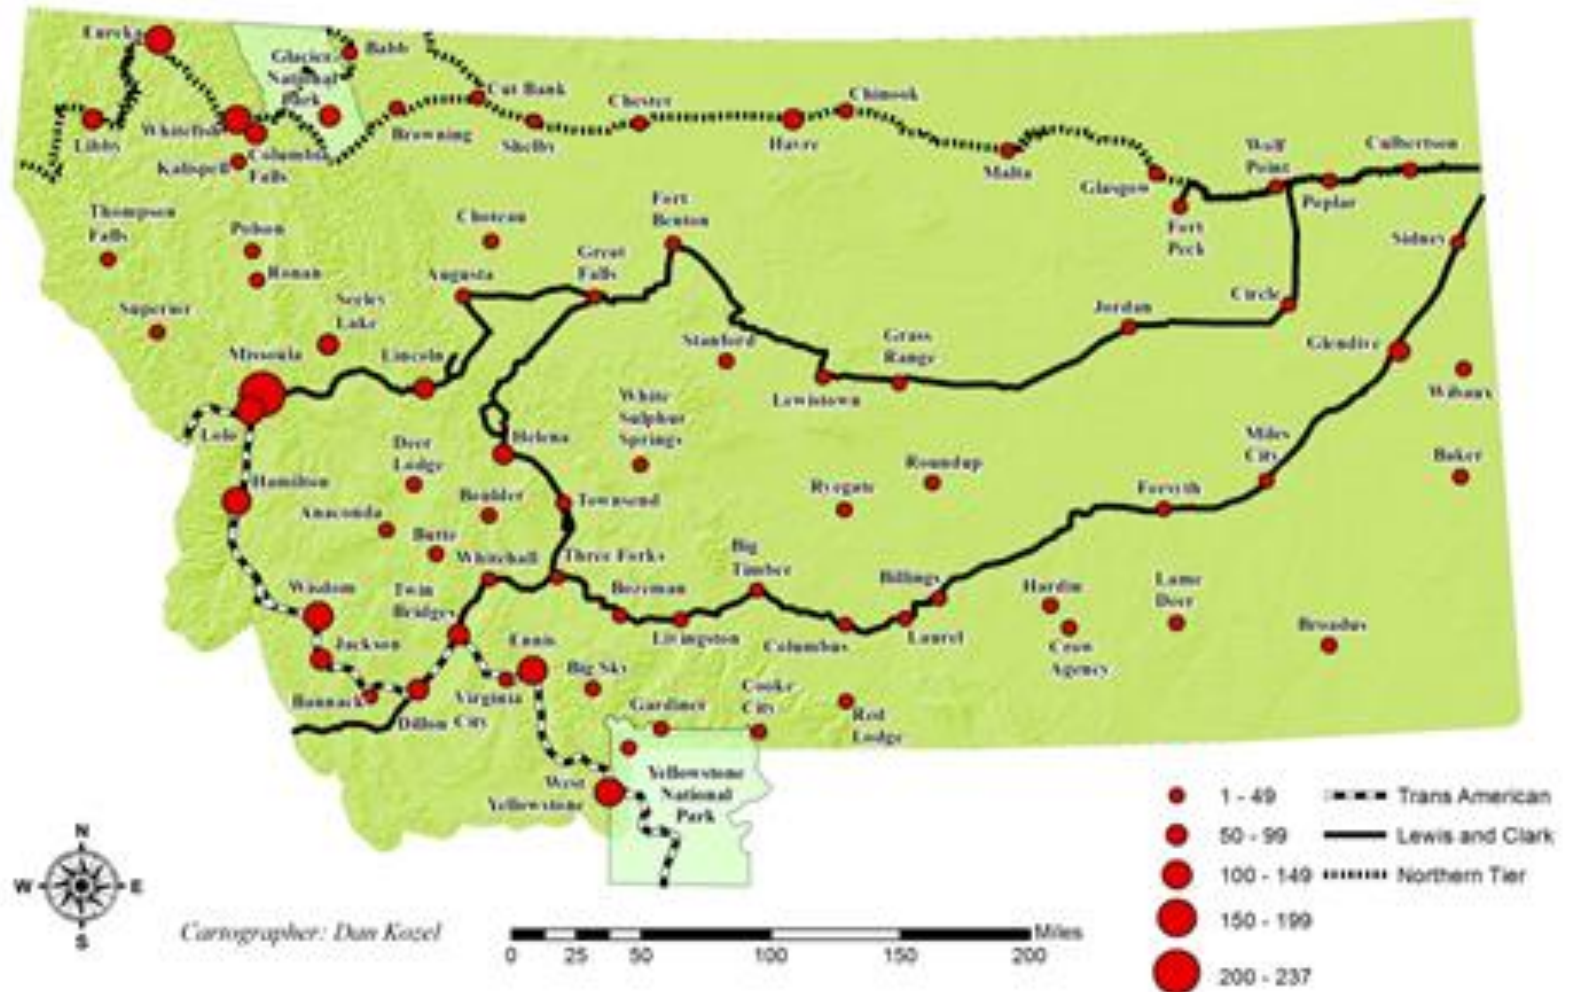 Eureka
Glacier
National
Park
Babb
Cut Bank
Chester
Chinook
Libby
Whitefish
Columbia
Falls
Kalispell
Browning
Shelby
Havre
Malta
Glasgow
Wolf
Point
Culbertson
Poplar
Fort
Peck
Sidney
Thompson
Falls
Polson
Ronan
Choteau
Fort
Benton
Great
Falls
Augusta
Superior
Seeley
Lake
Missoula
Lincoln
Stanford
Grass
Range
Lewistown
Jordan
Circle
Glendive
Wibaux
Lolo
Helena
White
Sulphur
Springs
Deer
Lodge
Hamilton
Anaconda
Boulder
Townsend
Butte
Ryegate
Roundup
Miles
City
Baker
Forsyth
Whitehall
Three Forks
Wisdom
Twin
Bridges
Bozeman
Livingston
Big
Timber
Columbus
Billings
Laurel
Hardin
Crow
Agency
Lame
Deer
Broadus
Jackson
Bannack
Dillon
Virginia
City
Ennis
Big Sky
Gardiner
Cooke
City
Red
Lodge
West
Yellowstone
Yellowstone
National
Park
N
W E
S
Cartographer: Dan Kozel
Miles
0 25 50 100 150 200
1 - 49
50 - 99
100 - 149
150 - 199
200 - 237
Trans American
Lewis and Clark
Northern Tier